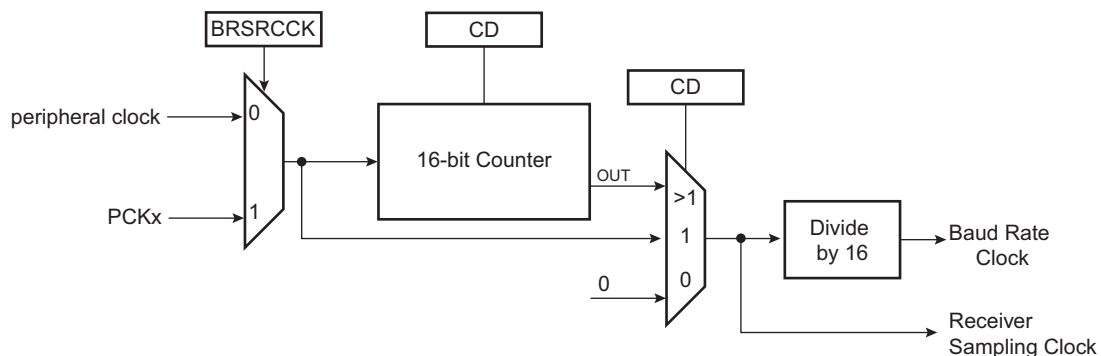 BRSRCCK
CD
CD
peripheral clock
0
16-bit Counter
OUT
>1
PCKx
1
1
Divide
by 16
Baud Rate
Clock
0
0
Receiver
Sampling Clock